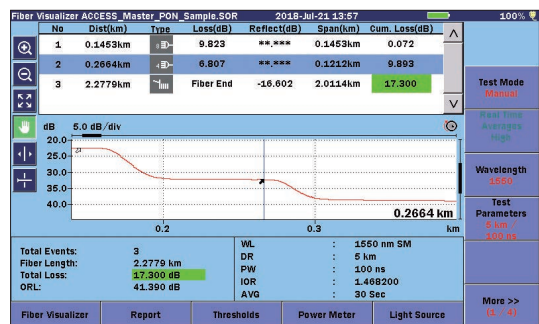 Fiber Visualizer ACCESS_Master_PON_Sample.SOR 2018-Jul-21 13:57 100%
No Dist(km) Type Loss(dB) Reflect(dB) Span(km) Cum. Loss(dB)
1 0.1453km 8 9.823 **.*** 0.1453km 0.072
2 0.2664km 4 6.807 **.*** 0.1212km 9.893
3 2.2779km Fiber End -16.602 2.0114km 17.300
Test Mode
Manual
Real Time
Averages
High
dB 5.0 dB/div
20.0
25.0
30.0
35.0
40.0
0.2664 km
0.2 0.3 km
Wavelength
1550
Test
Parameters
5 km
100 ns
Total Events: 3
Fiber Length: 2.2779 km
Total Loss: 17.300 dB
ORL: 41.390 dB
WL : 1550 nm SM
DR : 5 km
PW : 100 ns
IOR : 1.468200
AVG : 30 Sec
More >>
Fiber Visualizer Report Thresholds Power Meter Light Source